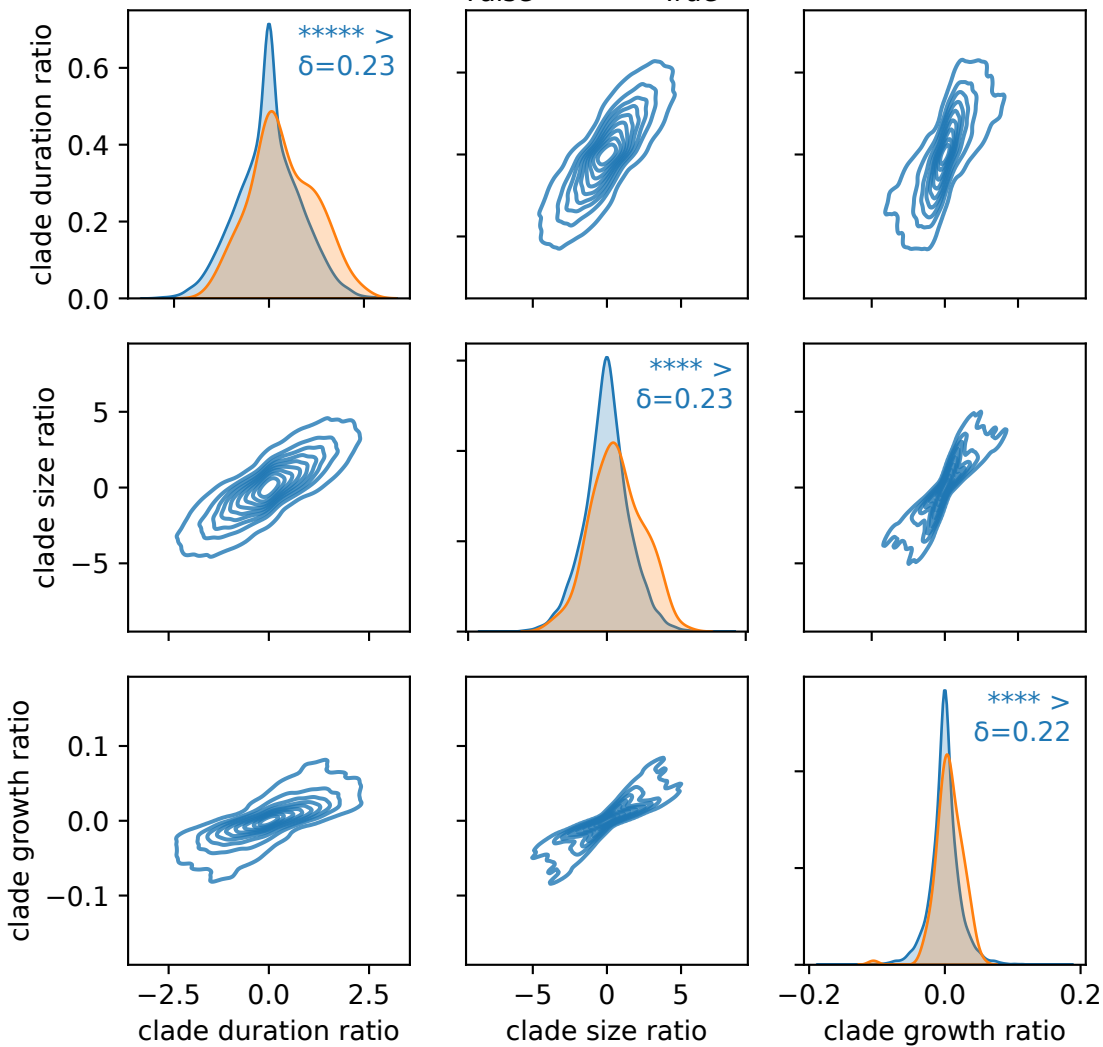 clade duration ratio
0.6
0.4
0.2
0.0
***** >
δ=0.23
clade size ratio
5
0
−5
**** >
δ=0.23
clade growth ratio
0.1
0.0
−0.1
**** >
δ=0.22
−2.5 0.0 2.5
−5 0 5
−0.2 0.0 0.2
clade duration ratio
clade size ratio
clade growth ratio